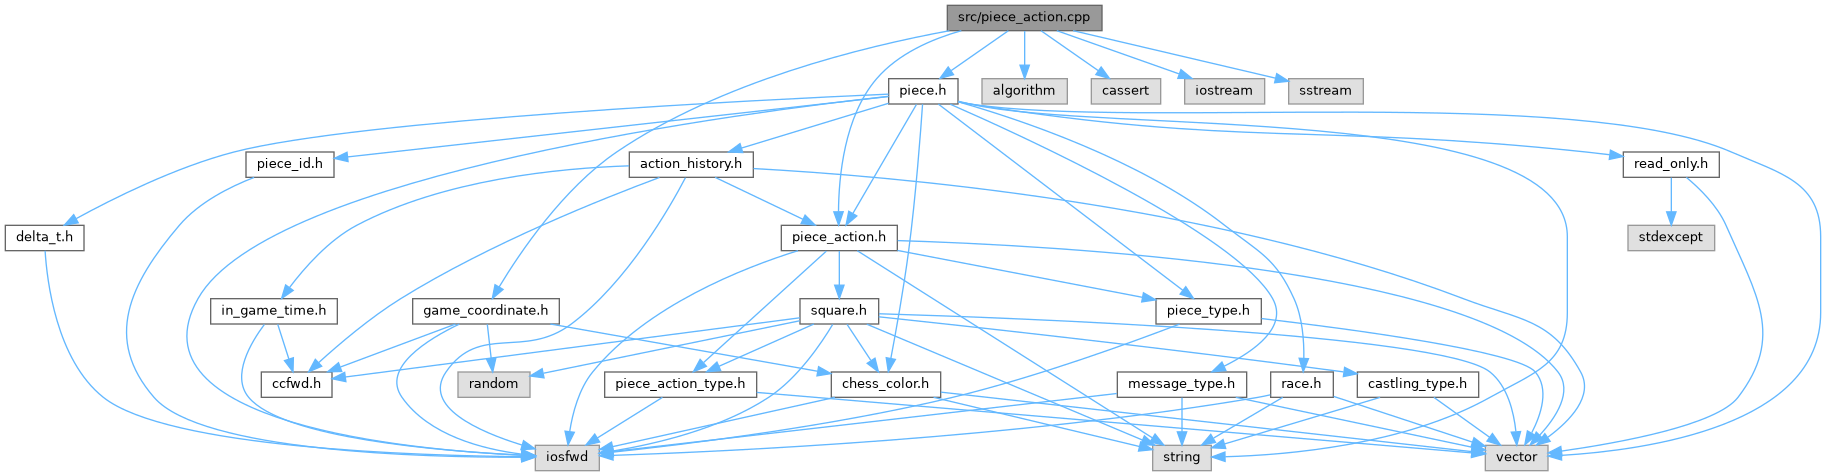 src/piece_action.cpp
piece.h
algorithm
cassert
iostream
sstream
piece_id.h
action_history.h
read_only.h
delta_t.h
piece_action.h
stdexcept
in_game_time.h
game_coordinate.h
square.h
piece_type.h
ccfwd.h
random
piece_action_type.h
chess_color.h
message_type.h
race.h
castling_type.h
iosfwd
string
vector